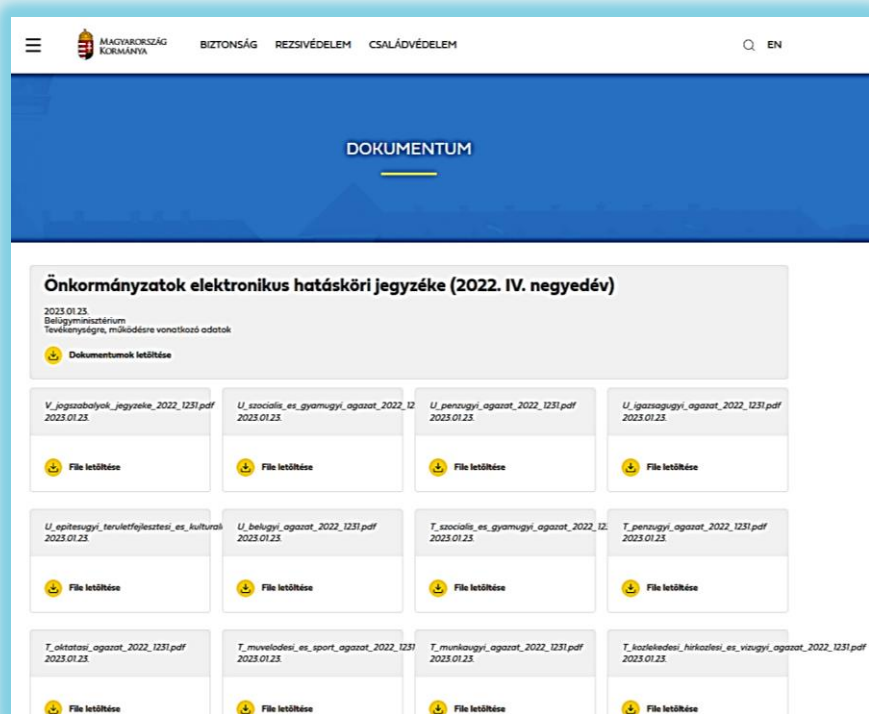 MAGYARORSZÁG
KORMÁNYA
BIZTONSÁG REZSIVÉDELEM CSALÁDVÉDELEM
EN
DOKUMENTUM
Önkormányzatok elektronikus hatásköri jegyzéke (2022. IV. negyedév)
2023.01.23.
Belügyminisztérium
Tevékenységre, működésre vonatkozó adatok
Dokumentumok letöltése
V_jogszabalyok_jegyzeke_2022_1231.pdf U_szocialis_es_gyamugyi_agazat_2022_12 U_penzugyi_agazat_2022_1231.pdf U_igazsagugyi_agazat_2022_1231.pdf
2023.01.23. 2023.01.23. 2023.01.23. 2023.01.23.
File letöltése File letöltése File letöltése File letöltése
U_epitesugyi_teruletfejlesztesi_es_kulturali U_belugyi_agazat_2022_1231.pdf T_szocialis_es_gyamugyi_agazat_2022_12 T_penzugyi_agazat_2022_1231.pdf
2023.01.23. 2023.01.23. 2023.01.23. 2023.01.23.
File letöltése File letöltése File letöltése File letöltése
T_oktatasi_agazat_2022_1231.pdf T_muvelodesi_es_sport_agazat_2022_1231 T_munkaugyi_agazat_2022_1231.pdf T_kozlekedesi_hirkozlesi_es_vizugyi_agazat_2022_1231.pdf
2023.01.23. 2023.01.23. 2023.01.23. 2023.01.23.
File letöltése File letöltése File letöltése File letöltése